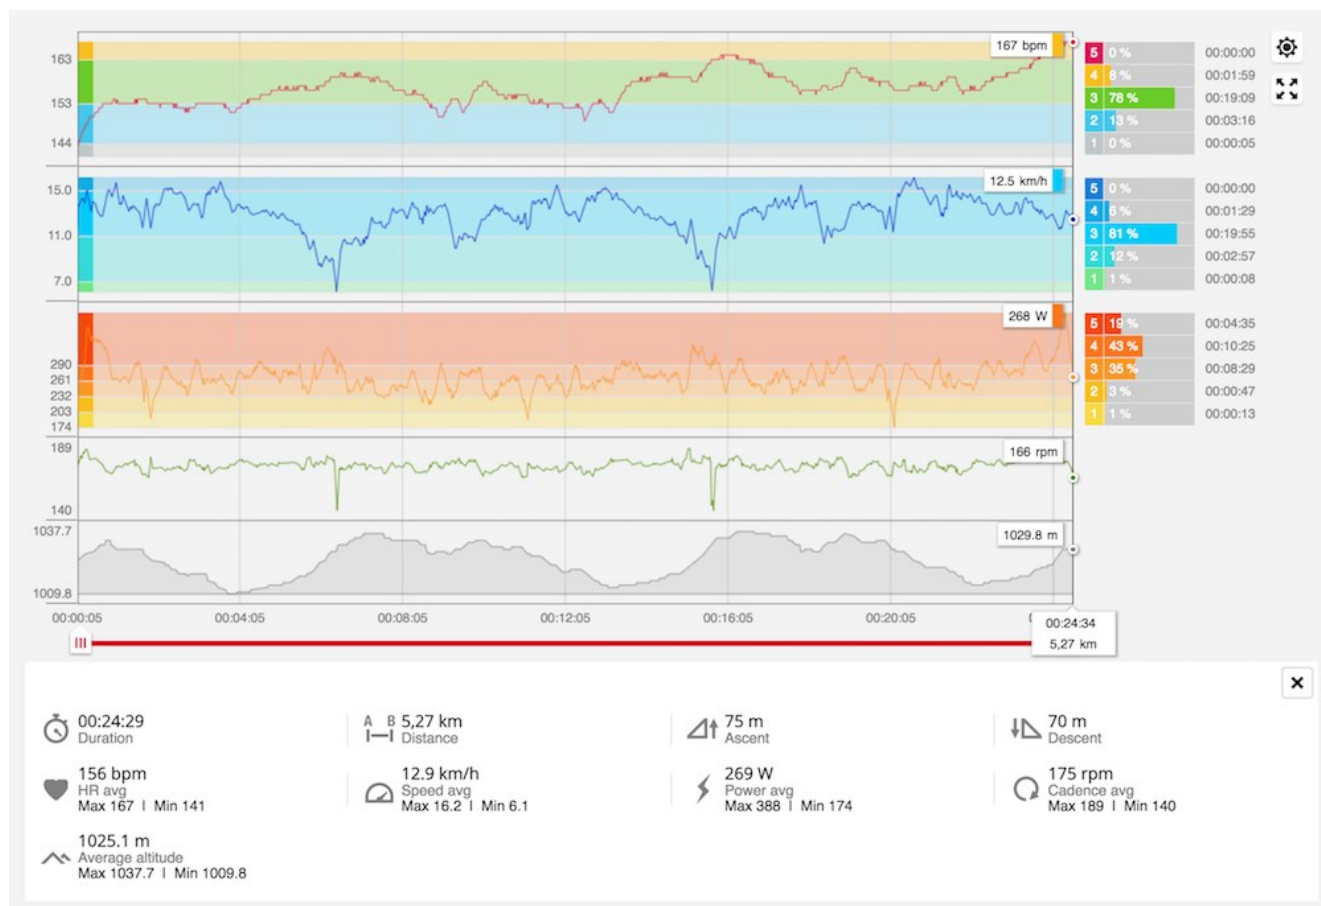 163
153
144
167 bpm
5 0 % 00:00:00
4 8 % 00:01:59
3 78 % 00:19:09
2 13 % 00:03:16
1 0 % 00:00:05
15.0
11.0
7.0
12.5 km/h
5 0 % 00:00:00
4 6 % 00:01:29
3 81 % 00:19:55
2 12 % 00:02:57
1 1 % 00:00:08
290
261
232
203
174
268 W
5 19 % 00:04:35
4 43 % 00:10:25
3 35 % 00:08:29
2 3 % 00:00:47
1 1 % 00:00:13
189
140
166 rpm
1037.7
1009.8
1029.8 m
00:00:05 00:04:05 00:08:05 00:12:05 00:16:05 00:20:05
00:24:34
5,27 km
00:24:29
Duration
A B 5,27 km
Distance
75 m
Ascent
70 m
Descent
156 bpm
HR avg
Max 167 | Min 141
12.9 km/h
Speed avg
Max 16.2 | Min 6.1
269 W
Power avg
Max 388 | Min 174
175 rpm
Cadence avg
Max 189 | Min 140
1025.1 m
Average altitude
Max 1037.7 | Min 1009.8